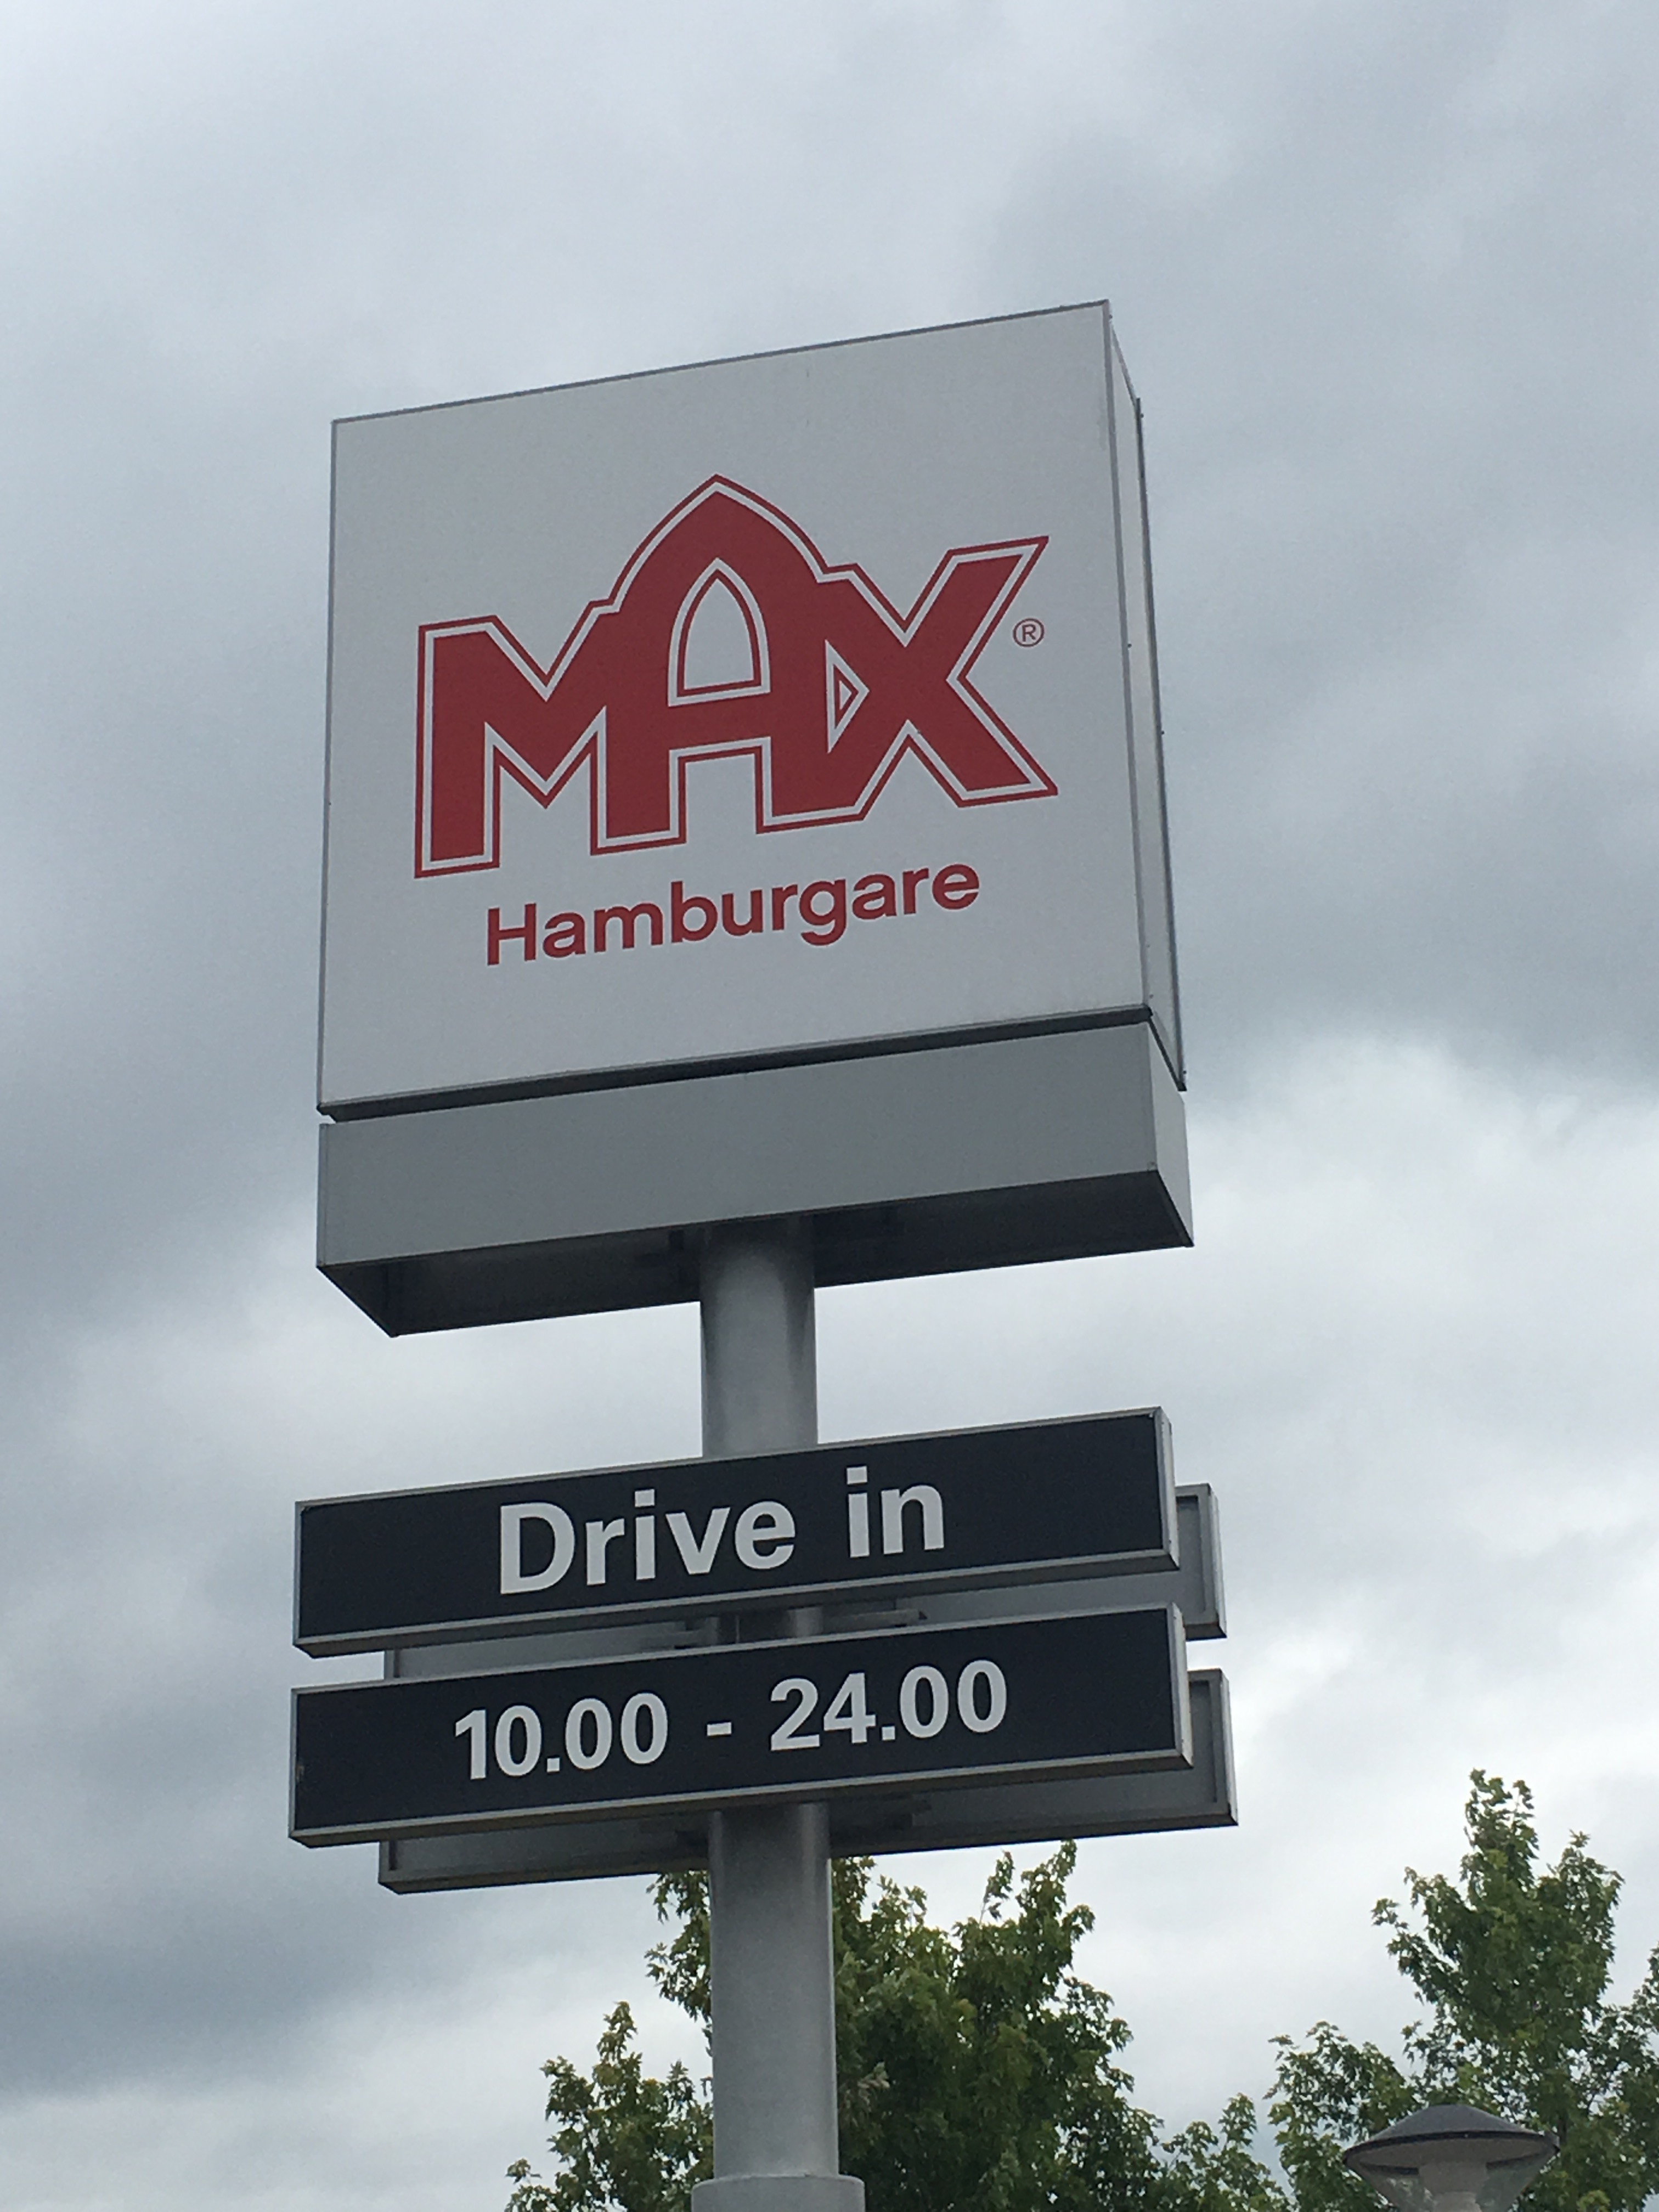 MAX®
Hamburgare
Drive in
10.00 - 24.00